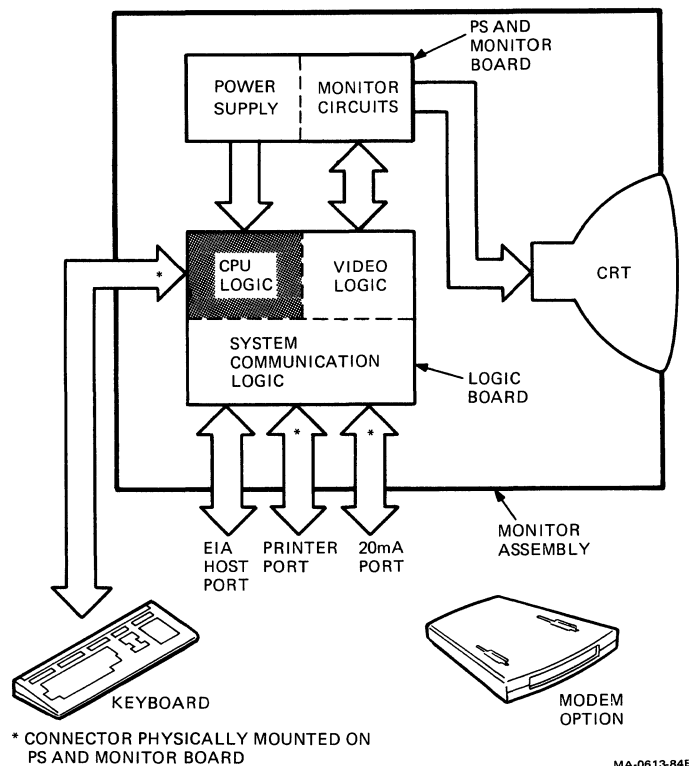 PS AND
MONITOR
BOARD
POWER
SUPPLY
MONITOR
CIRCUITS
*
CPU
LOGIC
VIDEO
LOGIC
CRT
SYSTEM
COMMUNICATION
LOGIC
LOGIC
BOARD
*
*
EIA
HOST
PORT
PRINTER
PORT
20mA
PORT
MONITOR
ASSEMBLY
KEYBOARD
MODEM
OPTION
* CONNECTOR PHYSICALLY MOUNTED ON
PS AND MONITOR BOARD